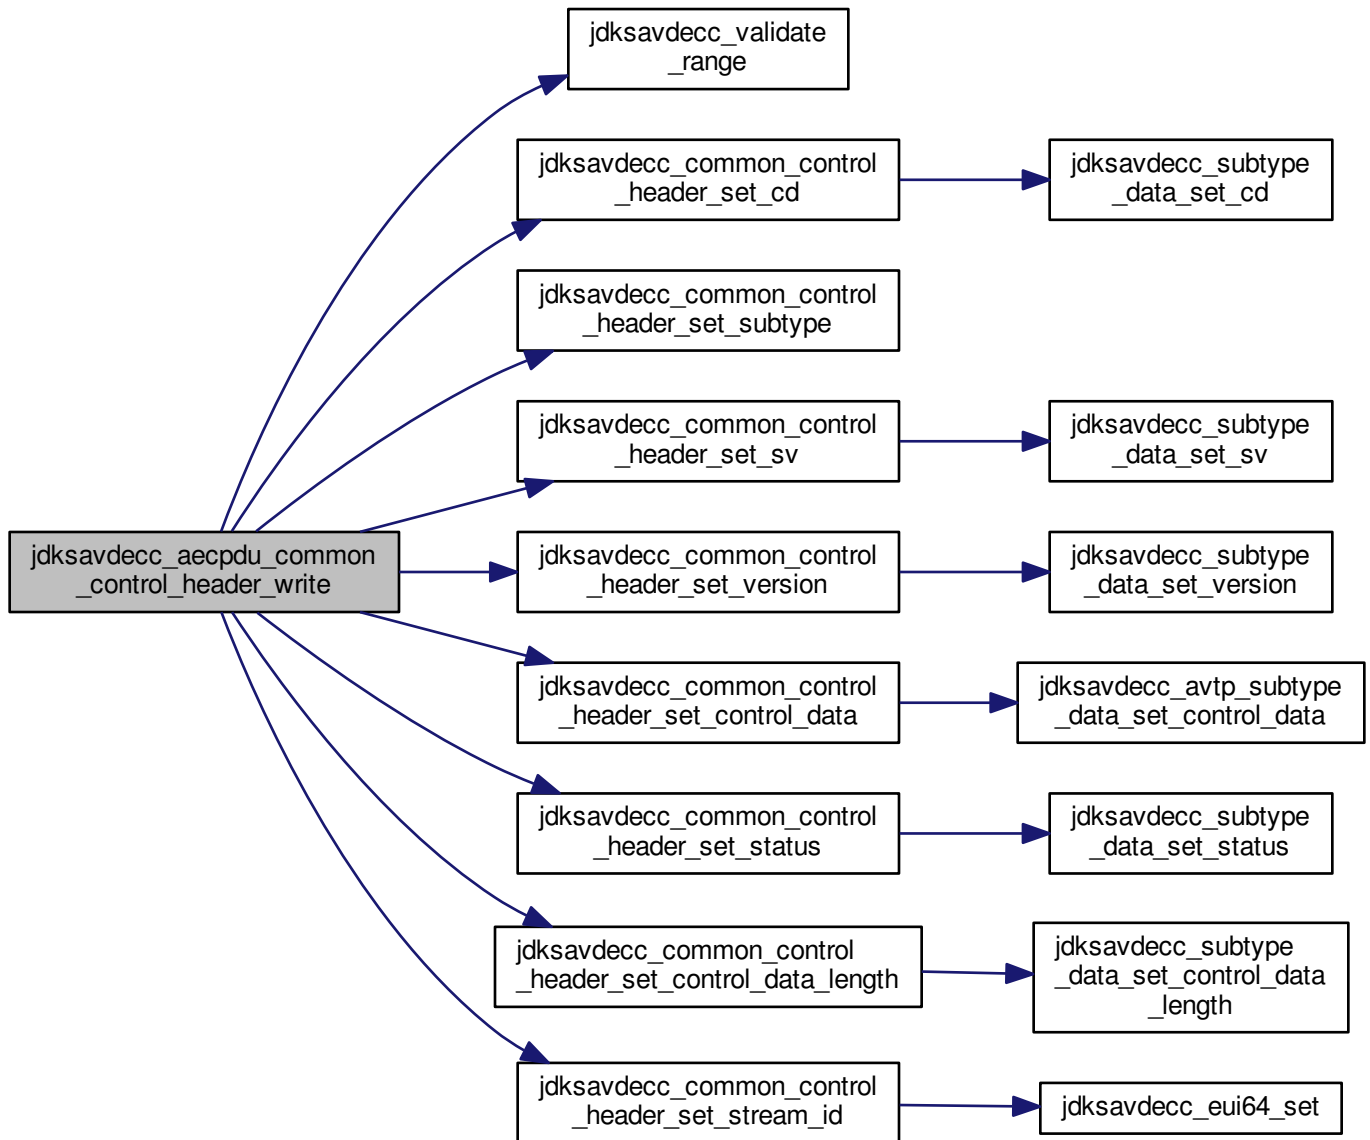 jdksavdecc_validate
_range
jdksavdecc_common_control
_header_set_cd
jdksavdecc_subtype
_data_set_cd
jdksavdecc_common_control
_header_set_subtype
jdksavdecc_common_control
_header_set_sv
jdksavdecc_subtype
_data_set_sv
jdksavdecc_aecpdu_common
_control_header_write
jdksavdecc_common_control
_header_set_version
jdksavdecc_subtype
_data_set_version
jdksavdecc_common_control
_header_set_control_data
jdksavdecc_avtp_subtype
_data_set_control_data
jdksavdecc_common_control
_header_set_status
jdksavdecc_subtype
_data_set_status
jdksavdecc_common_control
_header_set_control_data_length
jdksavdecc_subtype
_data_set_control_data
_length
jdksavdecc_common_control
_header_set_stream_id
jdksavdecc_eui64_set